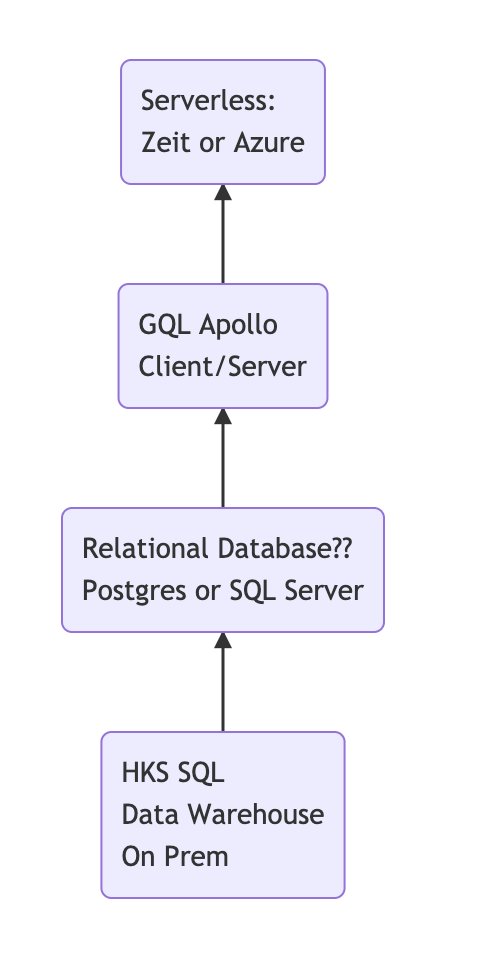 Serverless:
Zeit or Azure
GQL Apollo
Client/Server
Relational Database??
Postgres or SQL Server
HKS SQL
Data Warehouse
On Prem